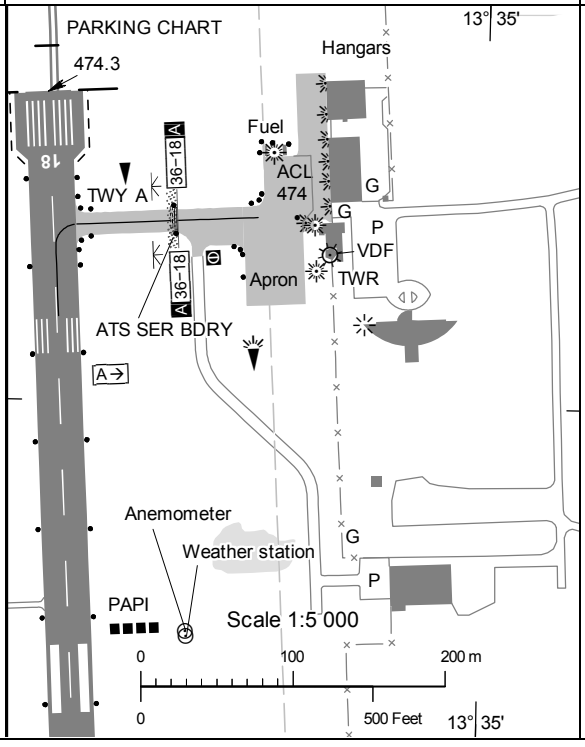 PARKING CHART
13° 35'
474.3
Hangars
Fuel
18
36-18 A
TWY A
ACL
474
G
G
P
VDF
TWR
A 36-18
Apron
ATS SER BDRY
A →
Anemometer
Weather station
G
PAPI
P
Scale 1:5 000
0 100 200 m
0 500 Feet
13° 35'